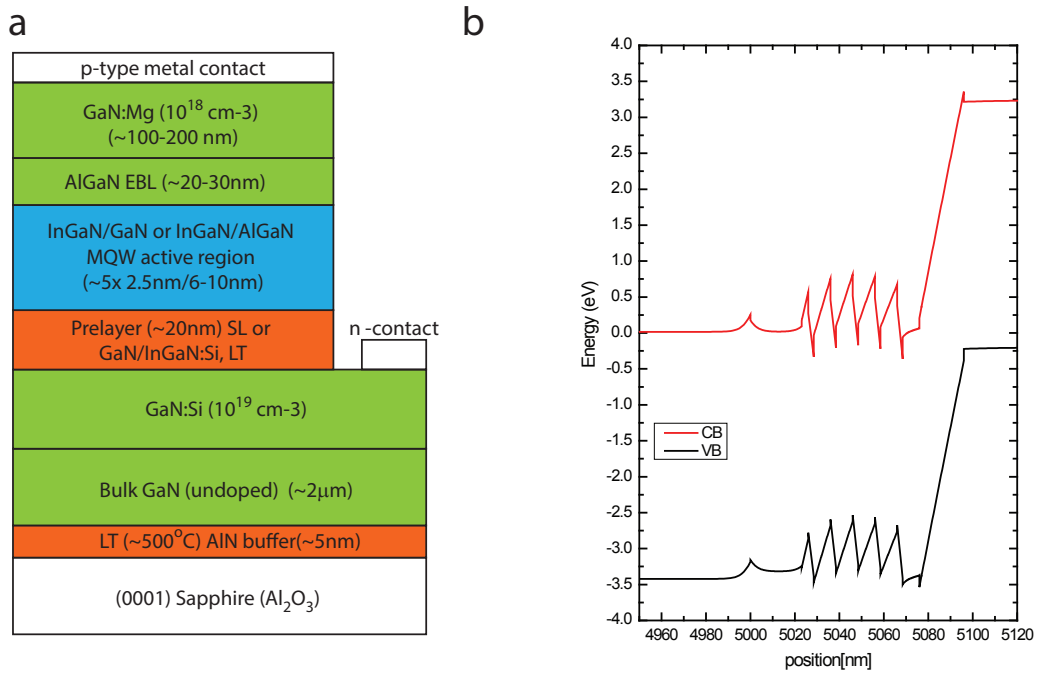 a
p-type metal contact
GaN:Mg (10^18 cm-3)
(~100-200 nm)
AlGaN EBL (~20-30nm)
InGaN/GaN or InGaN/AlGaN
MQW active region
(~5x 2.5nm/6-10nm)
Prelayer (~20nm) SL or
GaN/InGaN:Si, LT
n -contact
GaN:Si (10^19 cm-3)
Bulk GaN (undoped) (~2μm)
LT (~500°C) AlN buffer(~5nm)
(0001) Sapphire (Al2O3)
b
4.0
3.5
3.0
2.5
2.0
1.5
1.0
0.5
0.0
-0.5
-1.0
-1.5
-2.0
-2.5
-3.0
-3.5
-4.0
Energy (eV)
CB
VB
4960 4980 5000 5020 5040 5060 5080 5100 5120
position[nm]